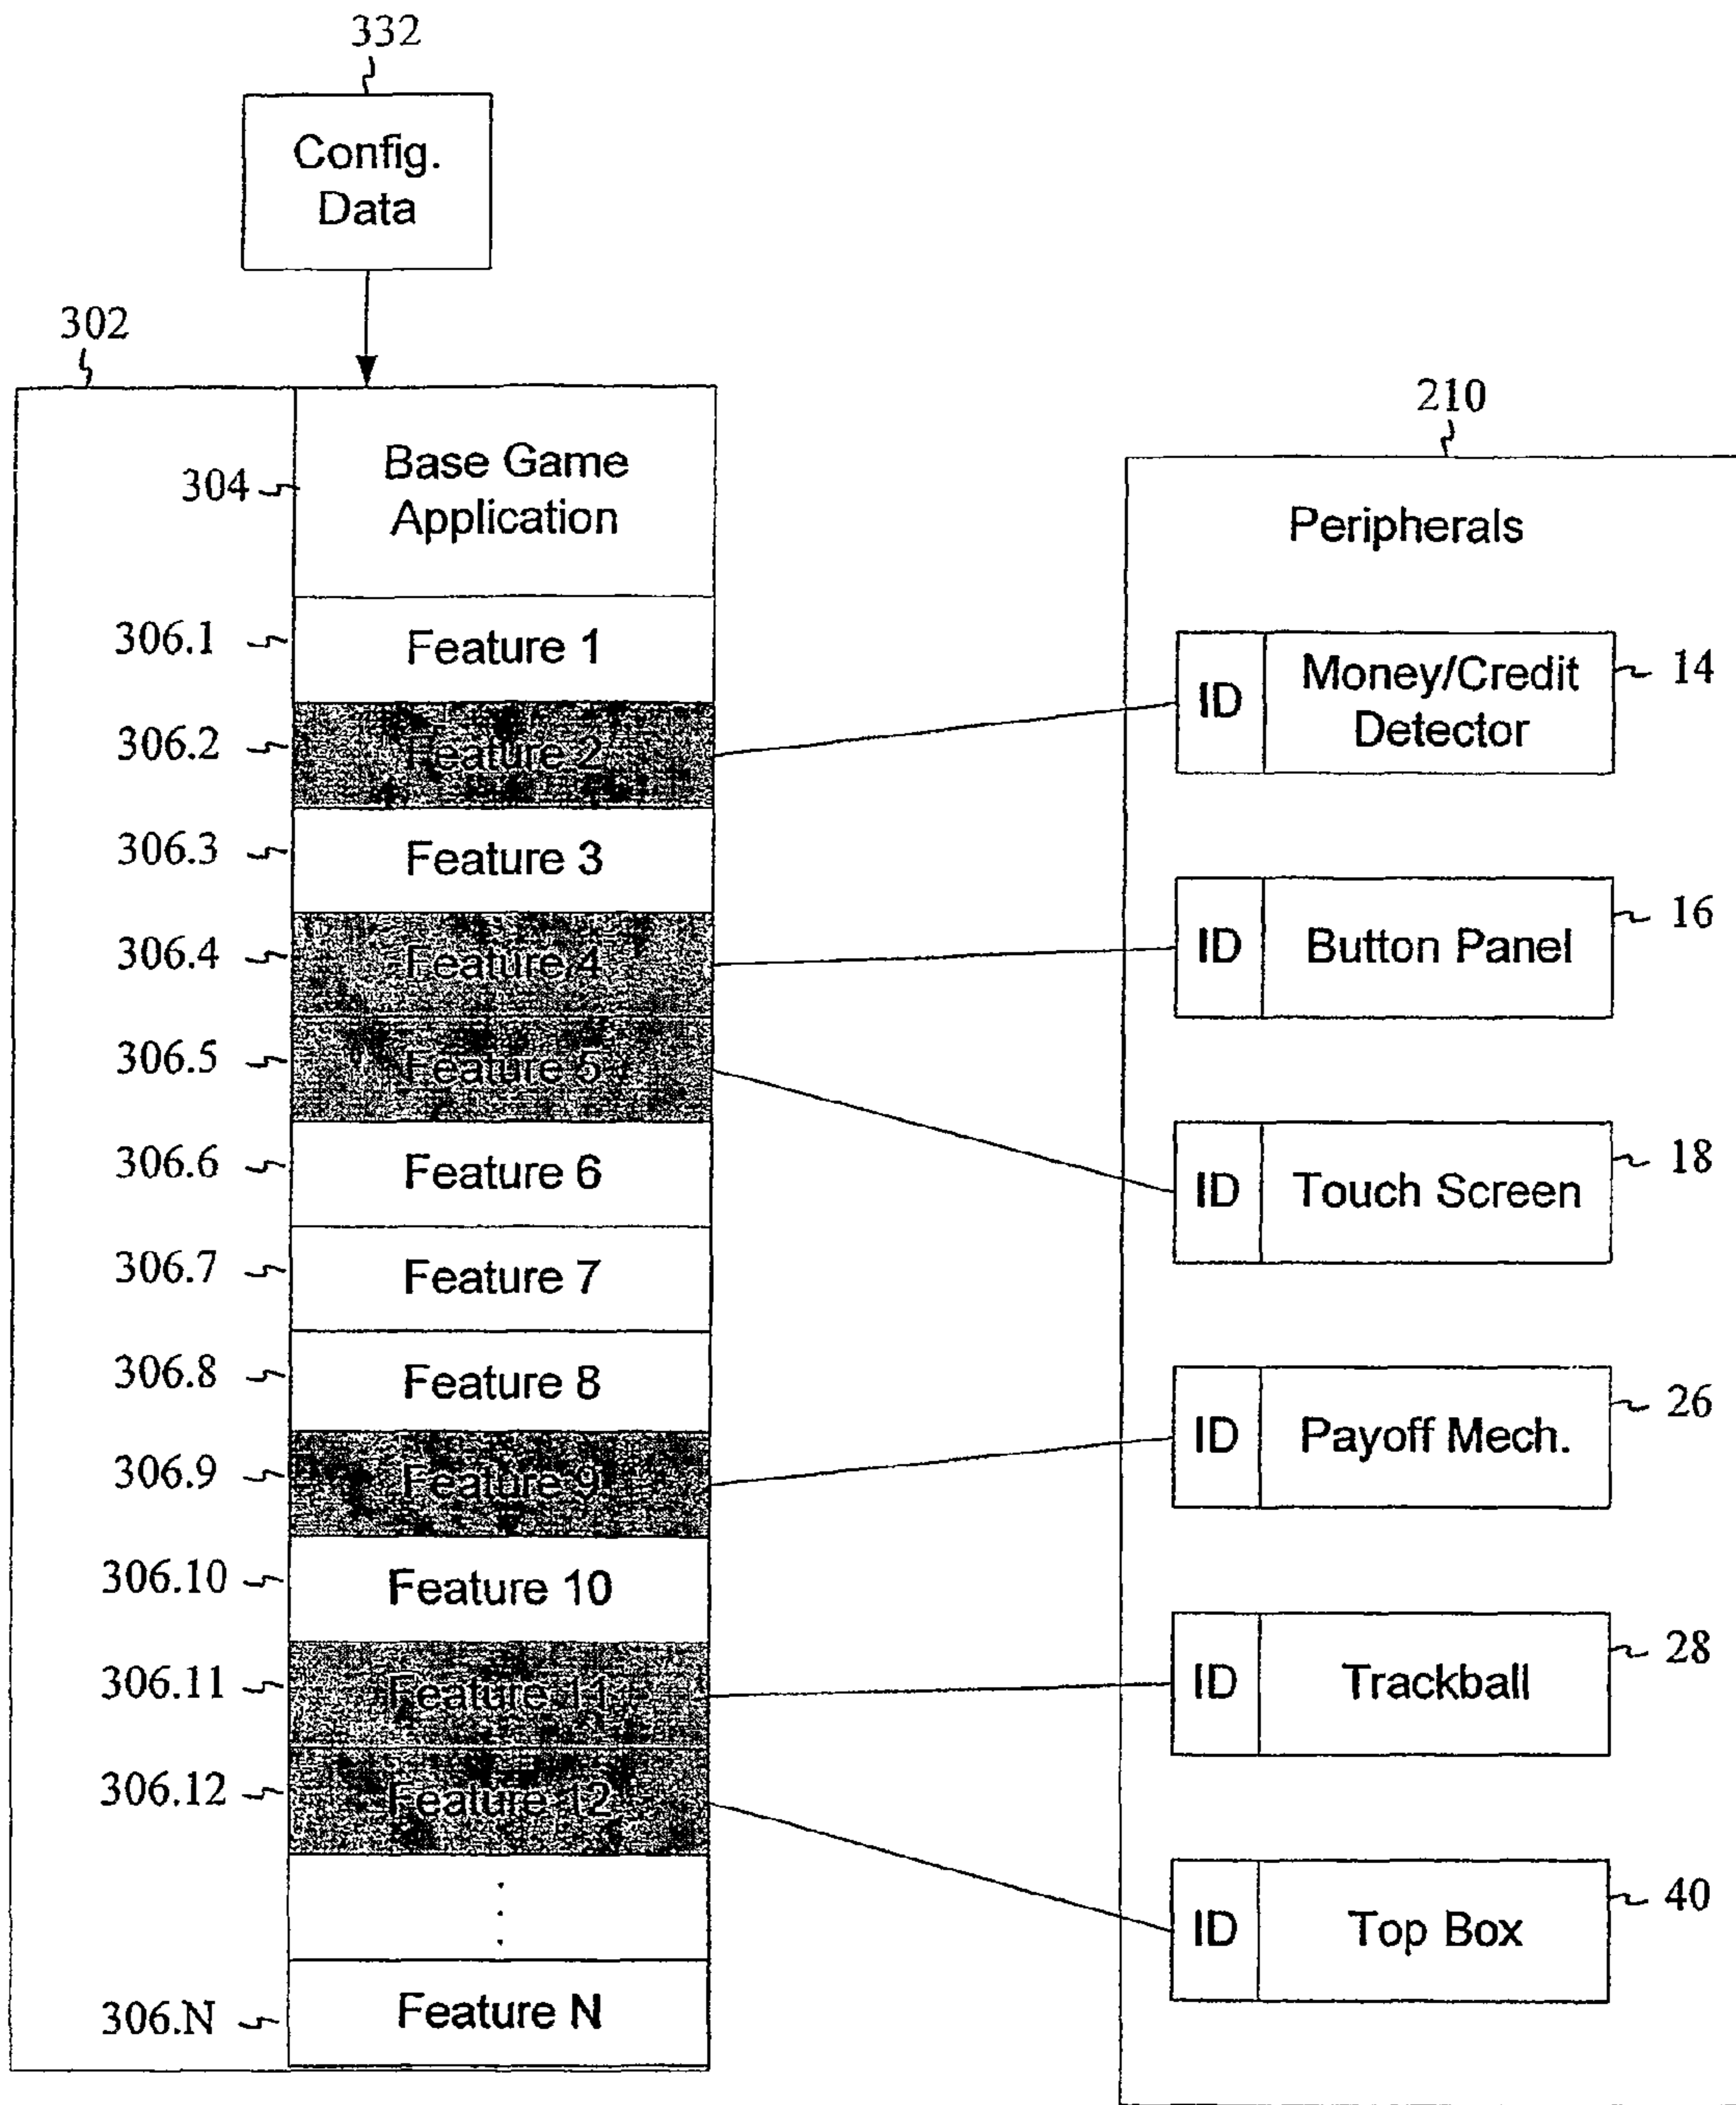 332
Config.
Data
302
304
Base Game
Application
306.1
Feature 1
306.2
Feature 2
306.3
Feature 3
306.4
Feature 4
306.5
Feature 5
306.6
Feature 6
306.7
Feature 7
306.8
Feature 8
306.9
Feature 9
306.10
Feature 10
306.11
Feature 11
306.12
Feature 12
306.N
Feature N
210
Peripherals
ID
Money/Credit
Detector
14
ID
Button Panel
16
ID
Touch Screen
18
ID
Payoff Mech.
26
ID
Trackball
28
ID
Top Box
40